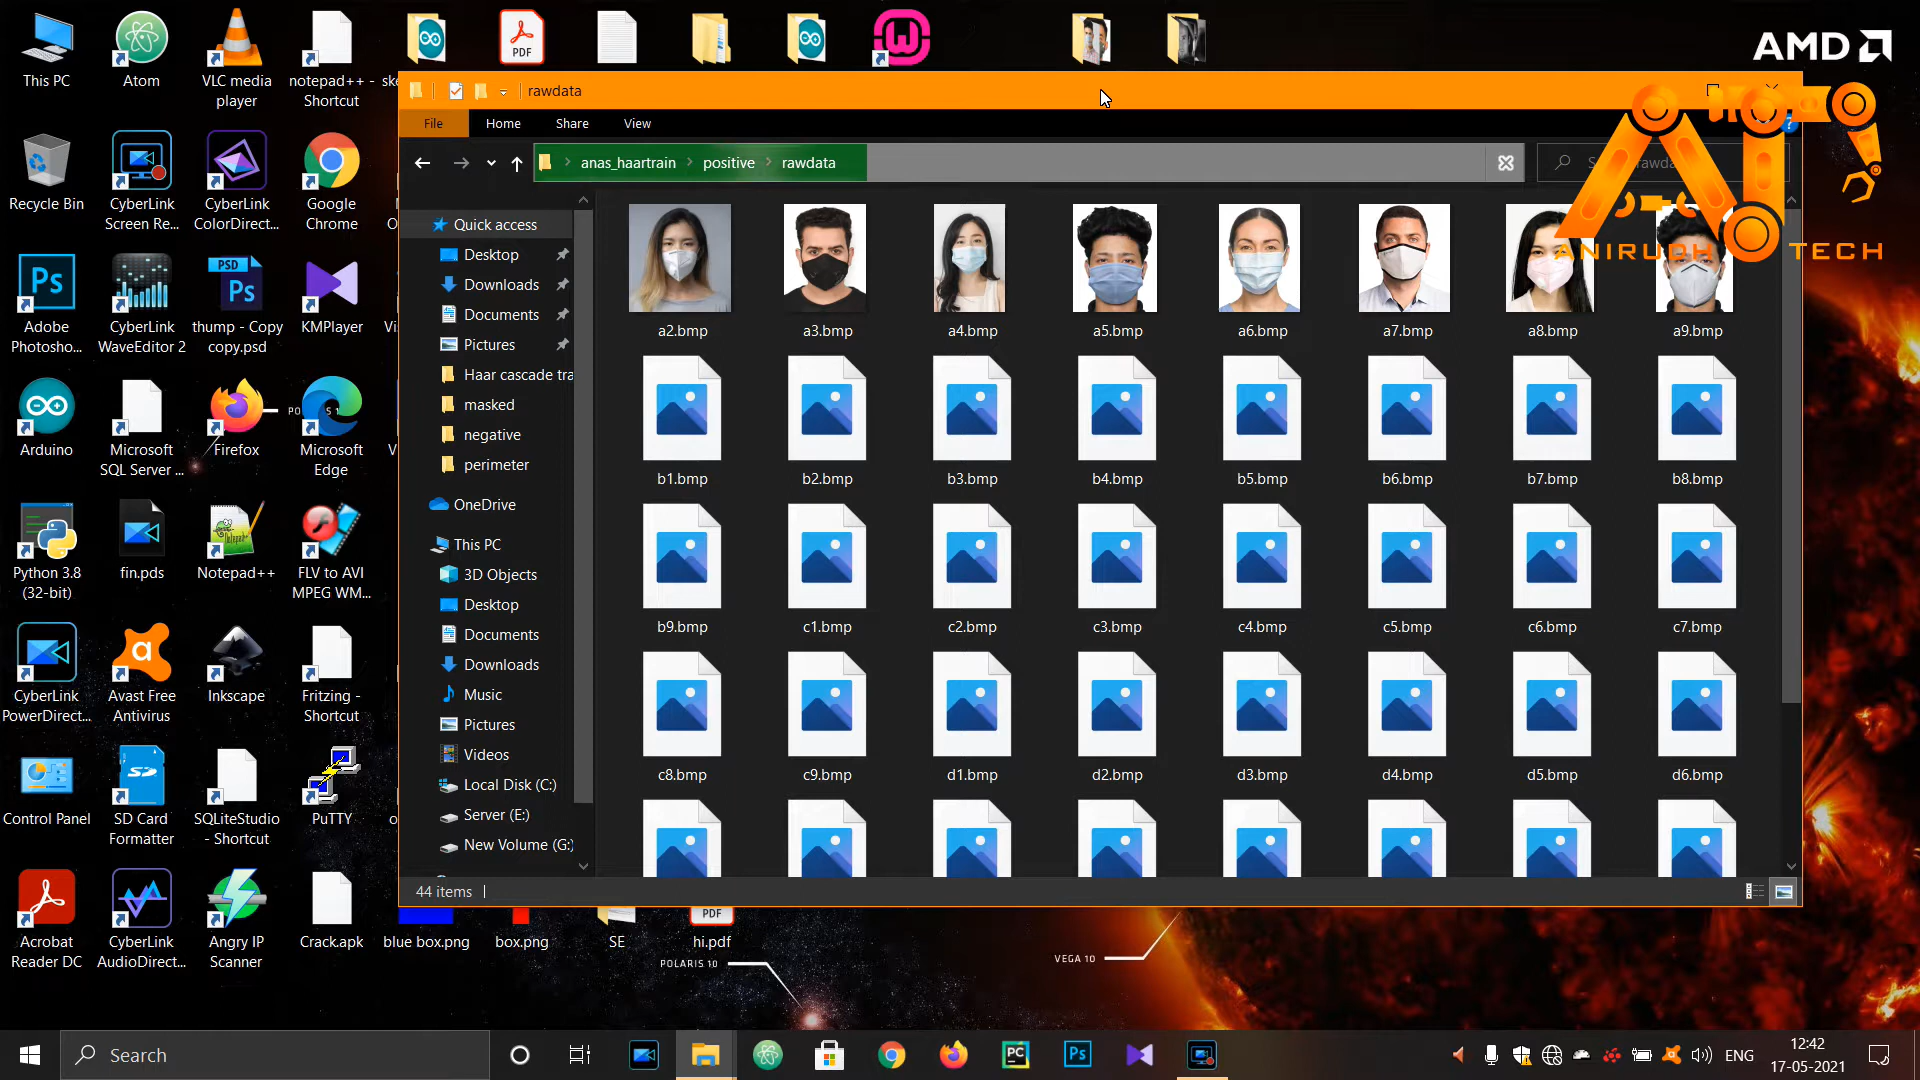 This PC
Atom
VLC media
player
notepad++ -
Shortcut
PDF
AMD
rawdata
File
Home
Share
View
anas_haartrain
positive
rawdata
ANIRUDH TECH
Recycle Bin
CyberLink
Screen Re...
CyberLink
ColorDirect...
Google
Chrome
Quick access
Desktop
Downloads
Documents
Pictures
Haar cascade tra
masked
negative
perimeter
OneDrive
This PC
3D Objects
Desktop
Documents
Downloads
Music
Pictures
Videos
Local Disk (C:)
Server (E:)
New Volume (G:)
a2.bmp
a3.bmp
a4.bmp
a5.bmp
a6.bmp
a7.bmp
a8.bmp
a9.bmp
b1.bmp
b2.bmp
b3.bmp
b4.bmp
b5.bmp
b6.bmp
b7.bmp
b8.bmp
b9.bmp
c1.bmp
c2.bmp
c3.bmp
c4.bmp
c5.bmp
c6.bmp
c7.bmp
c8.bmp
c9.bmp
d1.bmp
d2.bmp
d3.bmp
d4.bmp
d5.bmp
d6.bmp
44 items
Adobe
Photosho...
CyberLink
WaveEditor 2
PSD
Ps
thump - Copy
copy.psd
KMPlayer
Arduino
Microsoft
SQL Server ...
Firefox
Microsoft
Edge
Python 3.8
(32-bit)
fin.pds
Notepad++
FLV to AVI
MPEG WM...
CyberLink
PowerDirect...
Avast Free
Antivirus
Inkscape
Fritzing -
Shortcut
Control Panel
SD Card
Formatter
SQLiteStudio
- Shortcut
PuTTY
Acrobat
Reader DC
CyberLink
AudioDirect...
Angry IP
Scanner
Crack.apk
blue box.png
box.png
SE
PDF
hi.pdf
POLARIS 10
VEGA 10
Search
ENG
12:42
17-05-2021